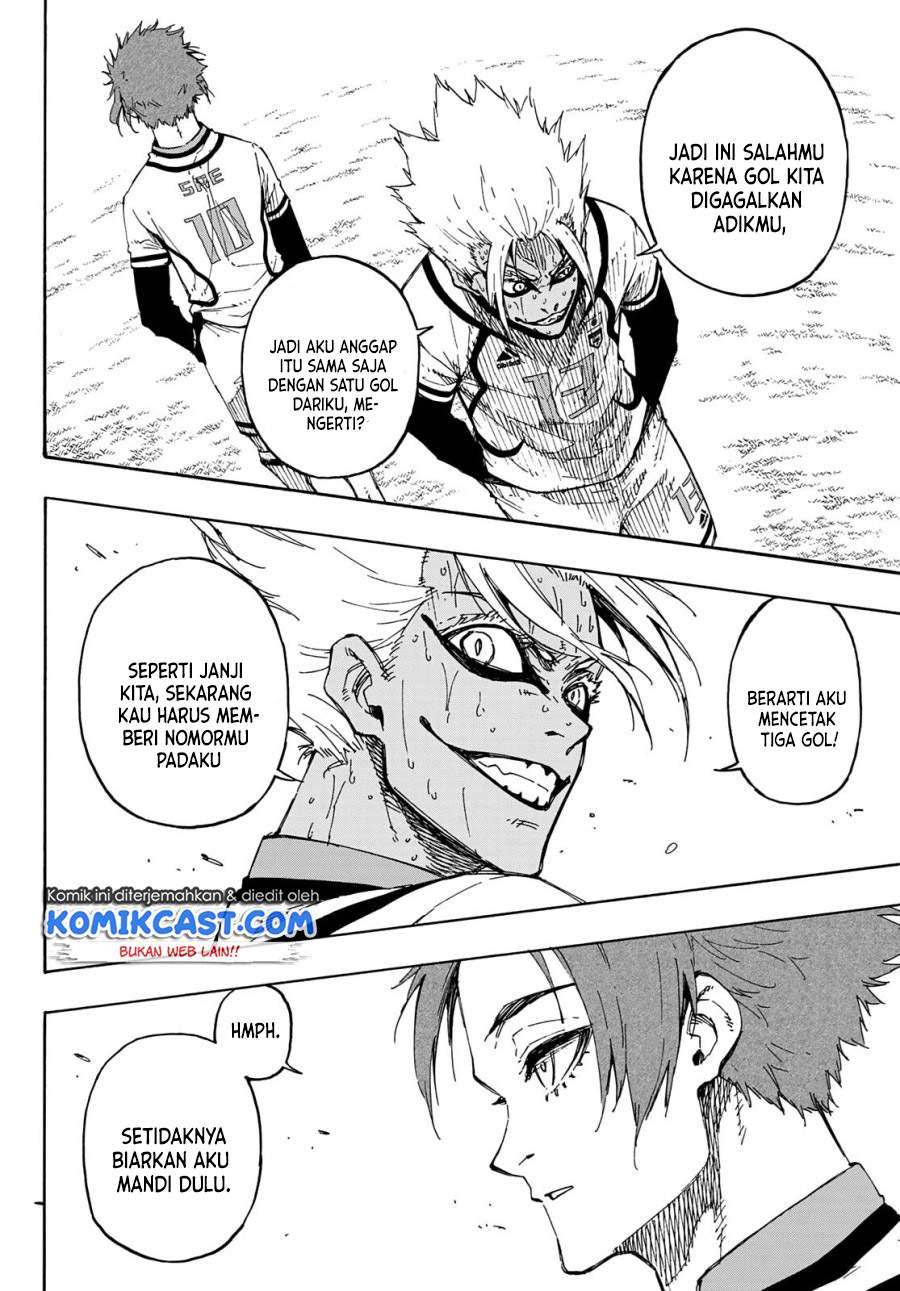 JADI INI SALAHMU
KARENA GOL KITA
DIGAGALKAN
ADIKMU,
SAE
10
JADI AKU ANGGAP
ITU SAMA SAJA
DENGAN SATU GOL
DARIKU, ME-
NGERTI?
13
13
BERARTI AKU
MENCETAK
TIGA GOL!
SEPERTI JANJI
KITA, SEKARANG
KAU HARUS MEM-
BERI NOMORMU
PADAKU
Komik ini diterjemahkan & diedit oleh
KOMIKCAST.COM
BUKAN WEB LAIN!!
HMPH.
SETIDAKNYA
BIARKAN AKU
MANDI DULU.